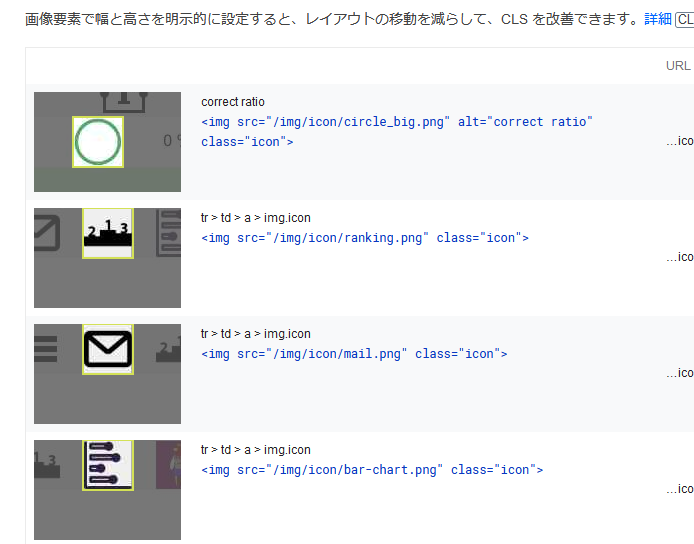 画像要素で幅と高さを明示的に設定すると、レイアウトの移動を減らして、CLS を改善できます。詳細 CL
URL
correct ratio
<img src="/img/icon/circle_big.png" alt="correct ratio"
class="icon">
0 %
...ico
tr > td > a > img.icon
<img src="/img/icon/ranking.png" class="icon">
2 1 3
...ico
tr > td > a > img.icon
<img src="/img/icon/mail.png" class="icon">
...ico
tr > td > a > img.icon
<img src="/img/icon/bar-chart.png" class="icon">
...ico